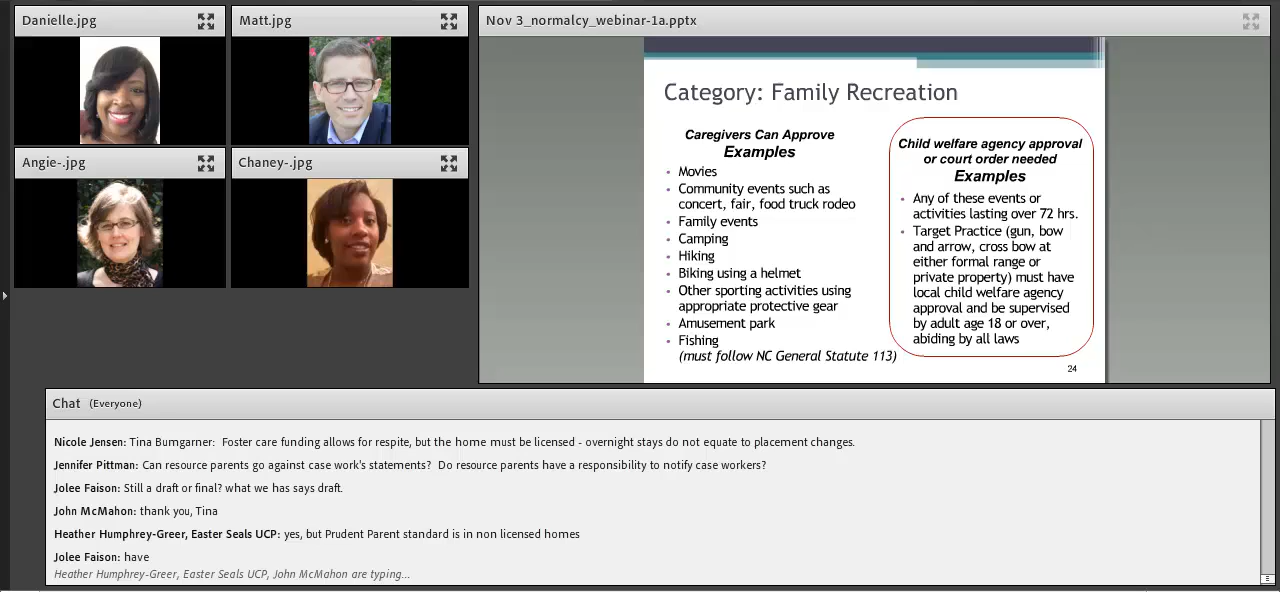 Danielle.jpg
Matt.jpg
Angie-.jpg
Chaney-.jpg
Nov 3_normalcy_webinar-1a.pptx
Category: Family Recreation
Caregivers Can Approve
Examples
• Movies
• Community events such as
concert, fair, food truck rodeo
• Family events
• Camping
• Hiking
• Biking using a helmet
• Other sporting activities using
appropriate protective gear
• Amusement park
• Fishing
(must follow NC General Statute 113)
Child welfare agency approval
or court order needed
Examples
• Any of these events or
activities lasting over 72 hrs.
• Target Practice (gun, bow
and arrow, cross bow at
either formal range or
private property) must have
local child welfare agency
approval and be supervised
by adult age 18 or over,
abiding by all laws
24
Chat (Everyone)
Nicole Jensen: Tina Bumgarner: Foster care funding allows for respite, but the home must be licensed - overnight stays do not equate to placement changes.
Jennifer Pittman: Can resource parents go against case work's statements? Do resource parents have a responsibility to notify case workers?
Jolee Faison: Still a draft or final? what we has says draft.
John McMahon: thank you, Tina
Heather Humphrey-Greer, Easter Seals UCP: yes, but Prudent Parent standard is in non licensed homes
Jolee Faison: have
Heather Humphrey-Greer, Easter Seals UCP, John McMahon are typing...